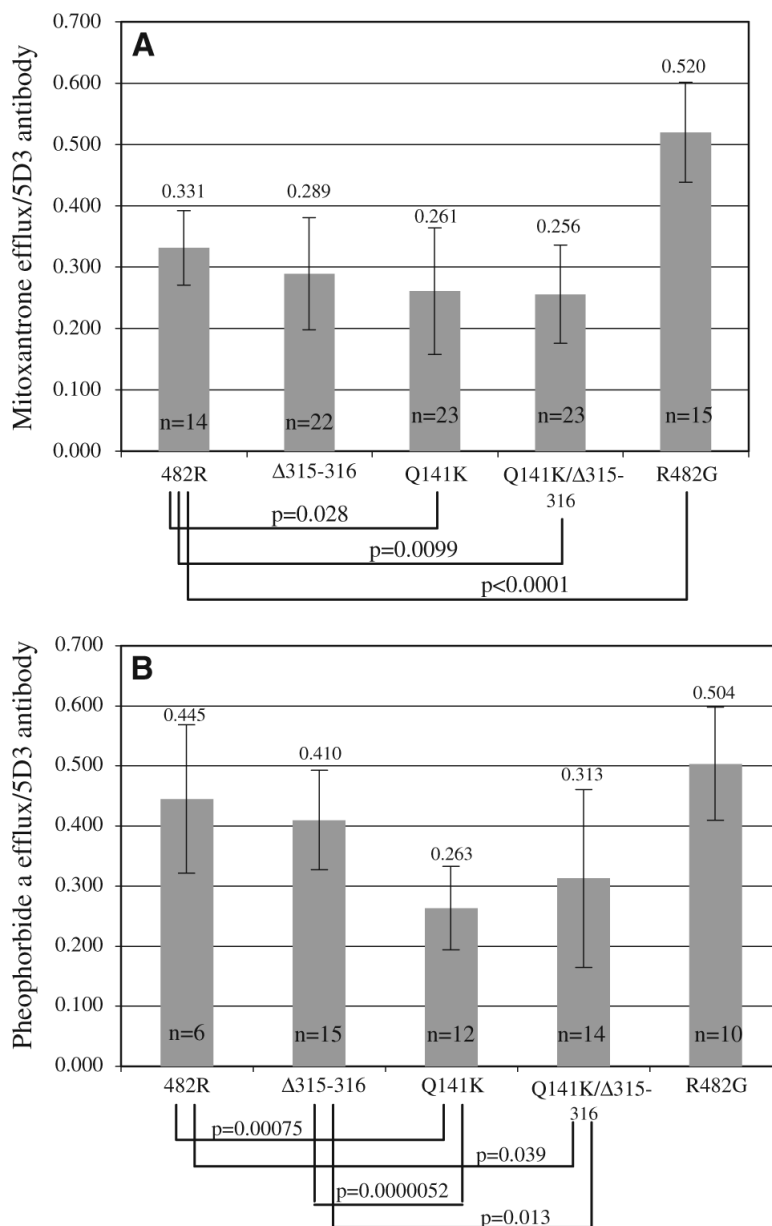 A
Mitoxantrone efflux/5D3 antibody
0.700
0.600
0.500
0.400
0.300
0.200
0.100
0.000
0.331
0.289
0.261
0.256
0.520
n=14
n=22
n=23
n=23
n=15
482R
Δ315-316
Q141K
Q141K/Δ315-
316
R482G
p=0.028
p=0.0099
p<0.0001
B
Pheophorbide a efflux/5D3 antibody
0.700
0.600
0.500
0.400
0.300
0.200
0.100
0.000
0.445
0.410
0.263
0.313
0.504
n=6
n=15
n=12
n=14
n=10
482R
Δ315-316
Q141K
Q141K/Δ315-
316
R482G
p=0.00075
p=0.039
p=0.0000052
p=0.013